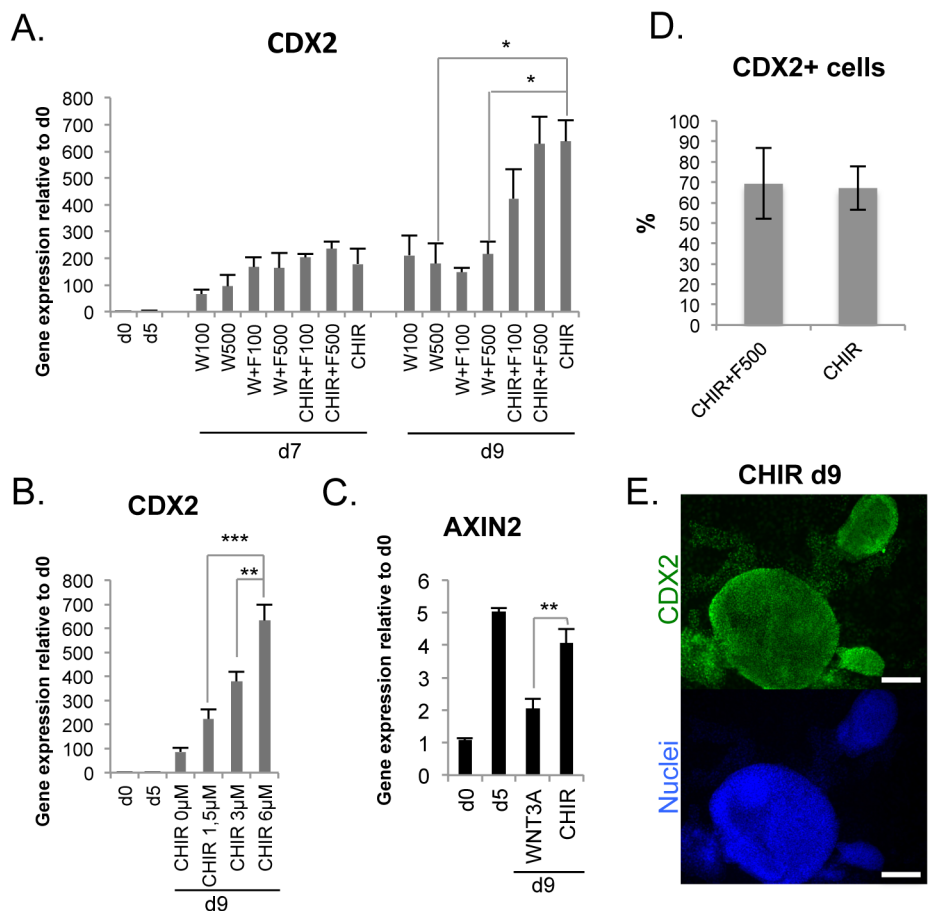 A.
CDX2
Gene expression relative to d0
800
700
600
500
400
300
200
100
0
* 
*
d0
d5
W100
W500
W+F100
W+F500
CHIR+F100
CHIR+F500
CHIR
W100
W500
W+F100
W+F500
CHIR+F100
CHIR+F500
CHIR
d7
d9
D.
CDX2+ cells
%
100
90
80
70
60
50
40
30
20
10
0
CHIR+F500
CHIR
B.
CDX2
Gene expression relative to d0
800
700
600
500
400
300
200
100
0
***
**
d0
d5
CHIR 0µM
CHIR 1,5µM
CHIR 3µM
CHIR 6µM
d9
C.
AXIN2
Gene expression relative to d0
6
5
4
3
2
1
0
**
d0
d5
WNT3A
CHIR
d9
E.
CHIR d9
CDX2
Nuclei